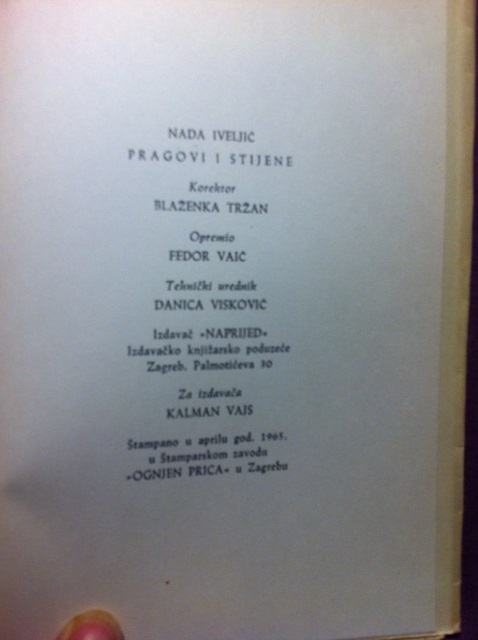 NADA IVELJIĆ
PRAGOVI I STIJENE
Korektor
BLAŽENKA TRŽAN
Opremio
FEDOR VAIĆ
Tehnički urednik
DANICA VISKOVIĆ
Izdavač »NAPRIJED«
Izdavačko knjižarsko poduzeće
Zagreb, Palmotićeva 30
Za izdavača
KALMAN VAJS
Štampano u aprilu god. 1965.
u Štamparskom zavodu
»OGNJEN PRICA« u Zagrebu